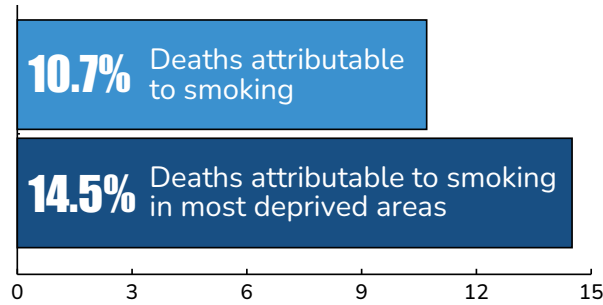 10.7% Deaths attributable
to smoking
14.5% Deaths attributable to smoking
in most deprived areas
0 3 6 9 12 15